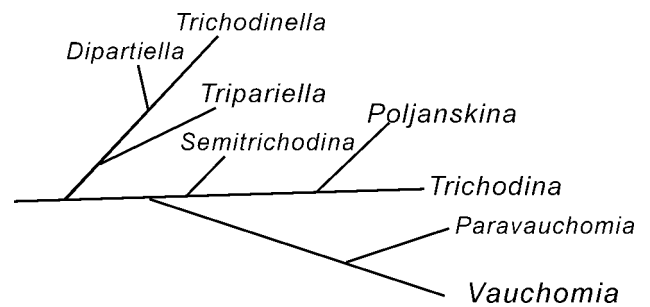 Trichodinella
Dipartiella
Tripariella
Poljanskina
Semitrichodina
Trichodina
Paravauchomia
Vauchomia